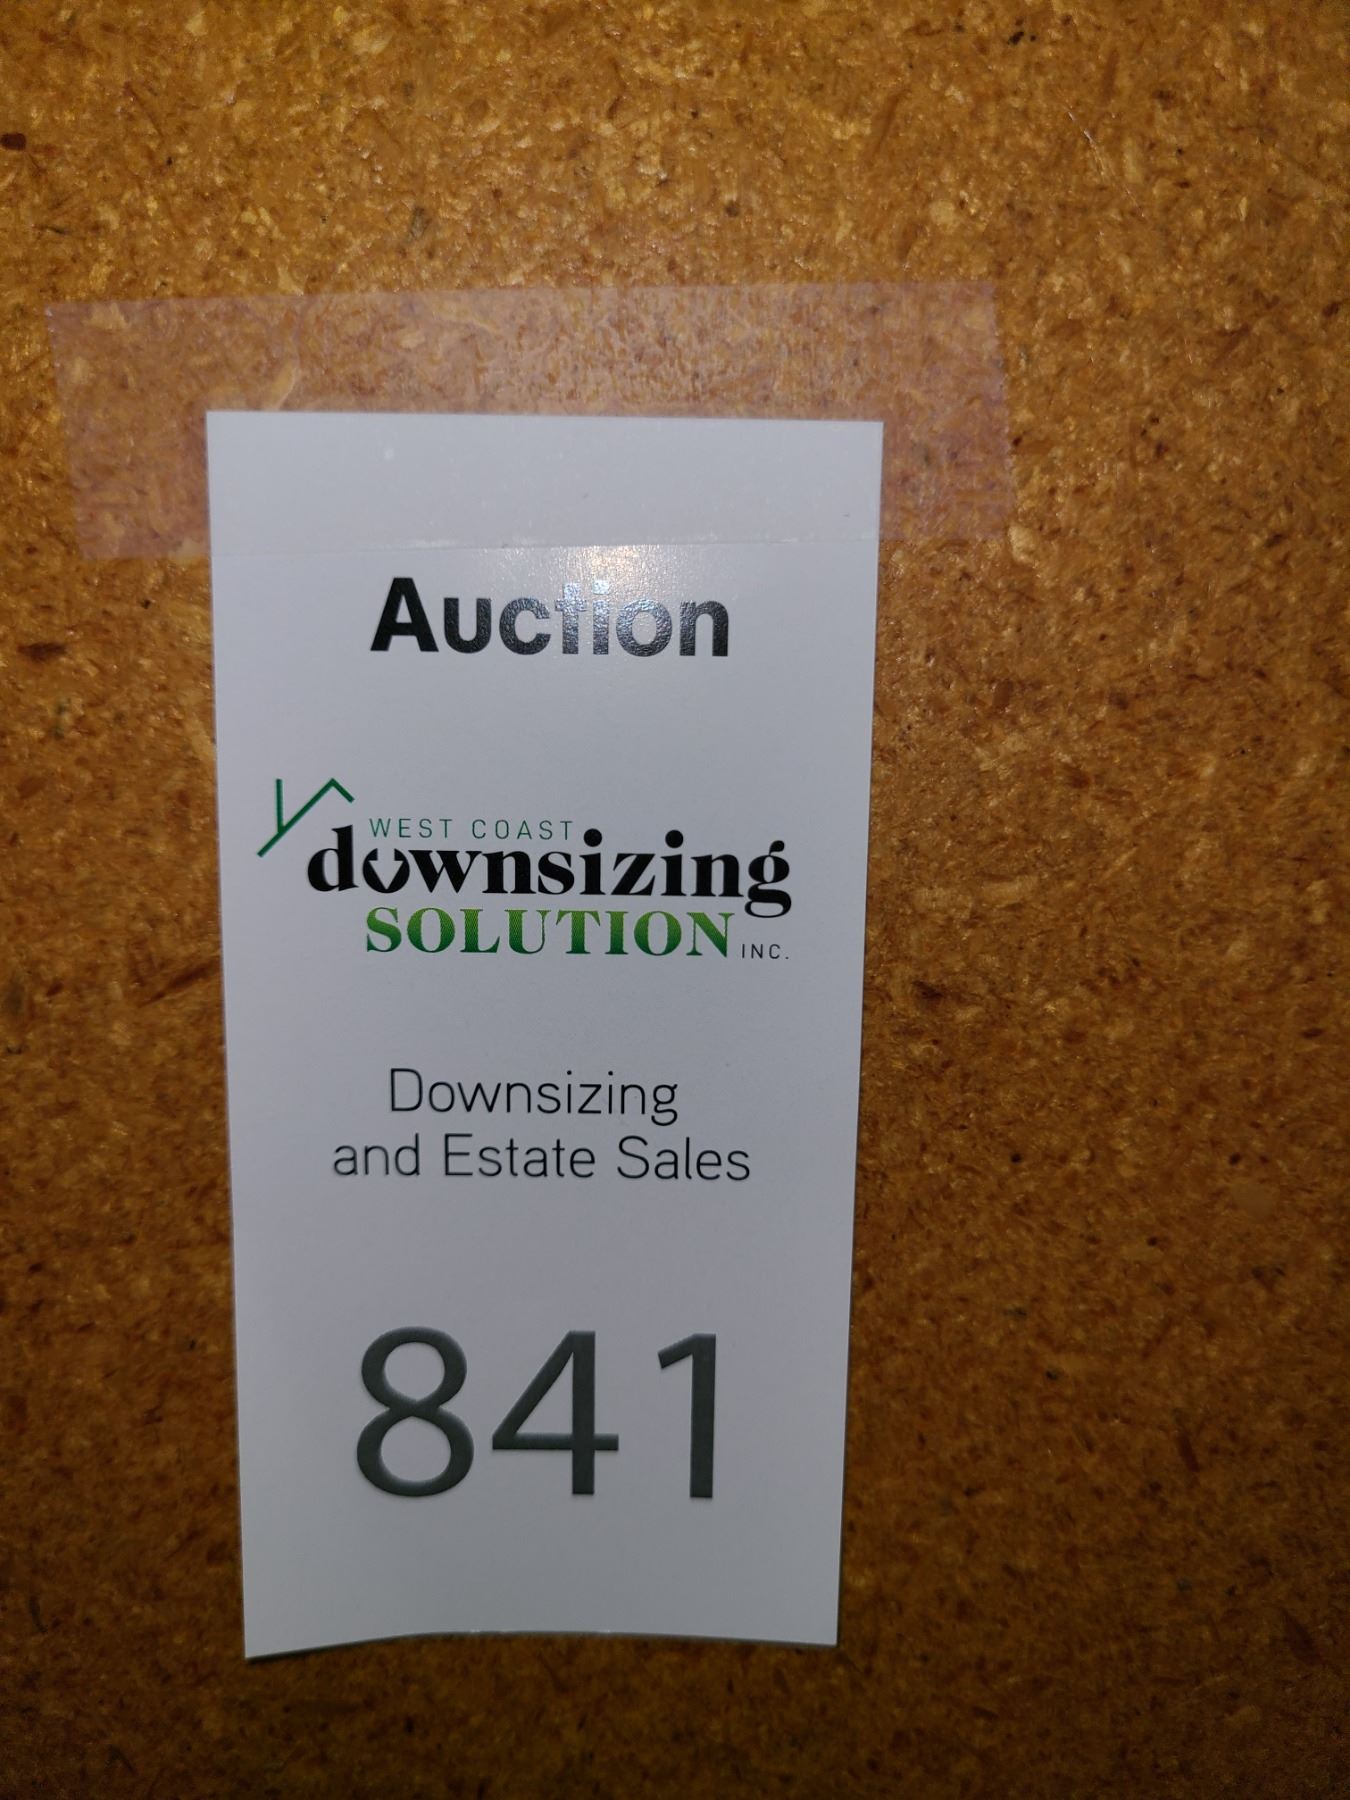 Auction
WEST COAST
downsizing
SOLUTION INC.
Downsizing
and Estate Sales
841